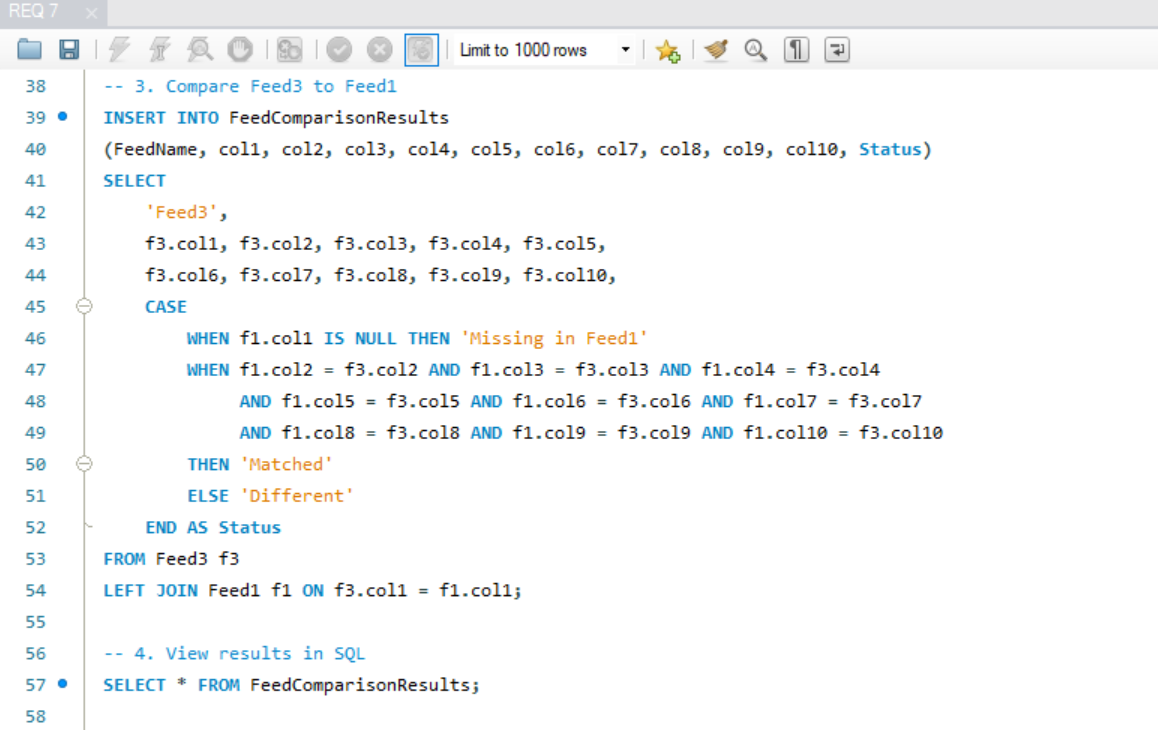 REQ 7
Limit to 1000 rows
38 -- 3. Compare Feed3 to Feed1
39 INSERT INTO FeedComparisonResults
40 (FeedName, col1, col2, col3, col4, col5, col6, col7, col8, col9, col10, Status)
41 SELECT
42 'Feed3',
43 f3.col1, f3.col2, f3.col3, f3.col4, f3.col5,
44 f3.col6, f3.col7, f3.col8, f3.col9, f3.col10,
45 CASE
46 WHEN f1.col1 IS NULL THEN 'Missing in Feed1'
47 WHEN f1.col2 = f3.col2 AND f1.col3 = f3.col3 AND f1.col4 = f3.col4
48 AND f1.col5 = f3.col5 AND f1.col6 = f3.col6 AND f1.col7 = f3.col7
49 AND f1.col8 = f3.col8 AND f1.col9 = f3.col9 AND f1.col10 = f3.col10
50 THEN 'Matched'
51 ELSE 'Different'
52 END AS Status
53 FROM Feed3 f3
54 LEFT JOIN Feed1 f1 ON f3.col1 = f1.col1;
55
56 -- 4. View results in SQL
57 SELECT * FROM FeedComparisonResults;
58